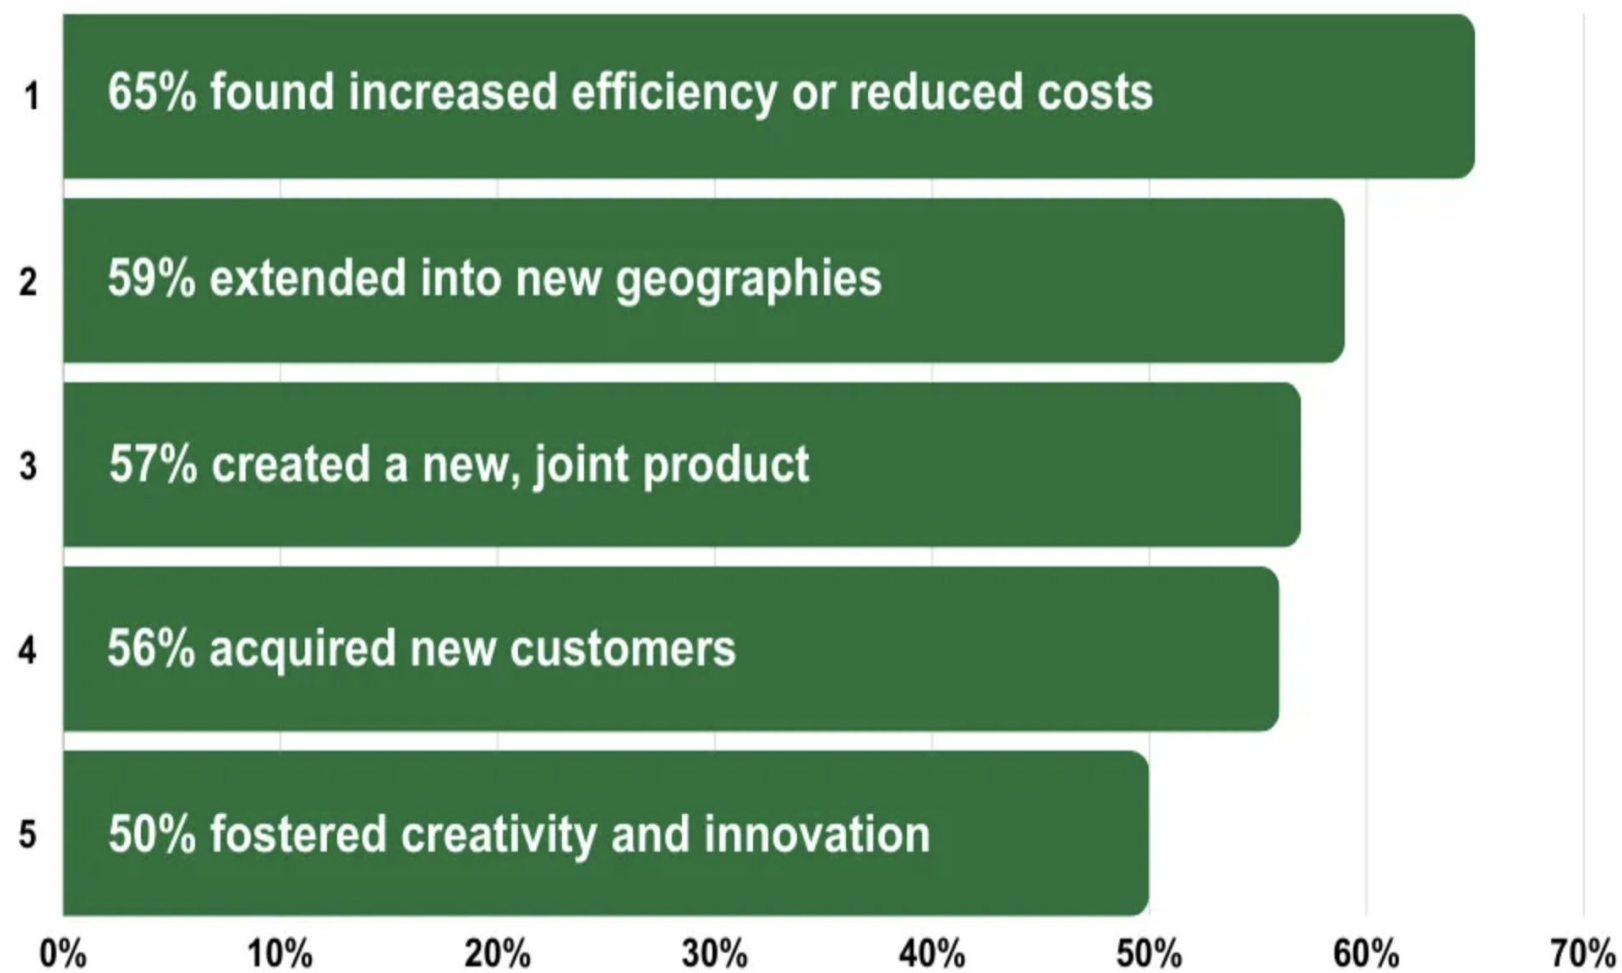 1
65% found increased efficiency or reduced costs
2
59% extended into new geographies
3
57% created a new, joint product
4
56% acquired new customers
5
50% fostered creativity and innovation
0% 10% 20% 30% 40% 50% 60% 70%